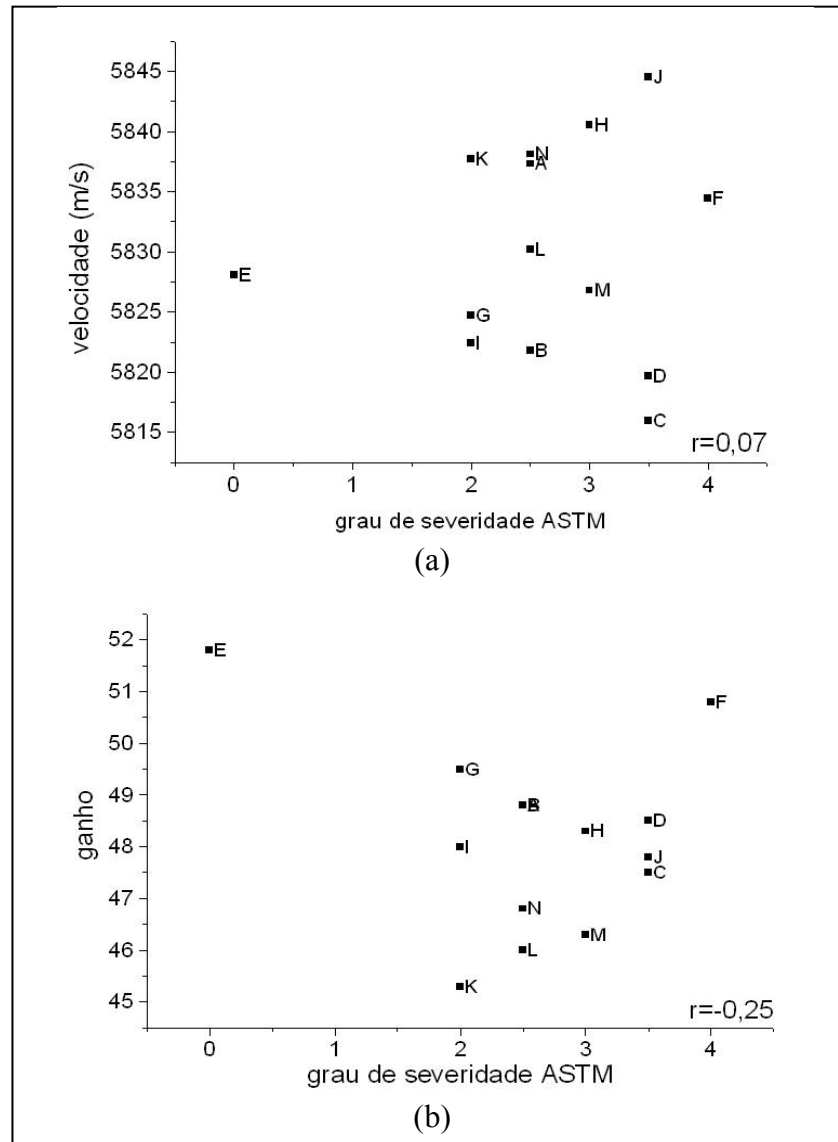 5845
5840
5835
5830
5825
5820
5815
velocidade (m/s)
J
H
N
K
A
F
L
E
M
G
I
B
D
C
r=0,07
0 1 2 3 4
grau de severidade ASTM
(a)
52
51
50
49
48
47
46
45
ganho
E
F
G
B
D
H
I
J
C
N
M
L
K
r=-0,25
0 1 2 3 4
grau de severidade ASTM
(b)